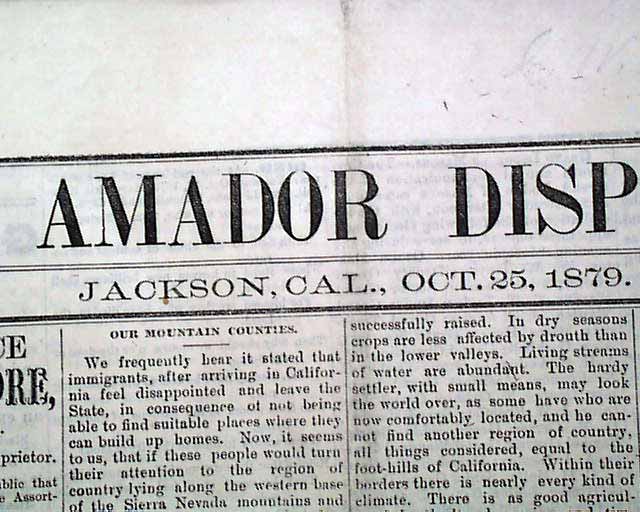 AMADOR DISP
JACKSON, CAL., OCT. 25, 1879.
CE
ORE,
prietor.
ublic that
e Assort-
OUR MOUNTAIN COUNTIES.
We frequently hear it stated that
immigrants, after arriving in Califor-
nia feel disappointed and leave the
State, in consequence of not being
able to find suitable places where they
can build up homes. Now, it seems
to us, that if these people would turn
their attention to the region of
country lying along the western base
of the Sierra Nevada mountains and
successfully raised. In dry seasons
crops are less affected by drouth than
in the lower valleys. Living streams
of water are abundant. The hardy
settler, with small means, may look
the world over, as some have who are
now comfortably located, and he can-
not find another region of country,
all things considered, equal to the
foot-hills of California. Within their
borders there is nearly every kind of
climate. There is as good agricul-